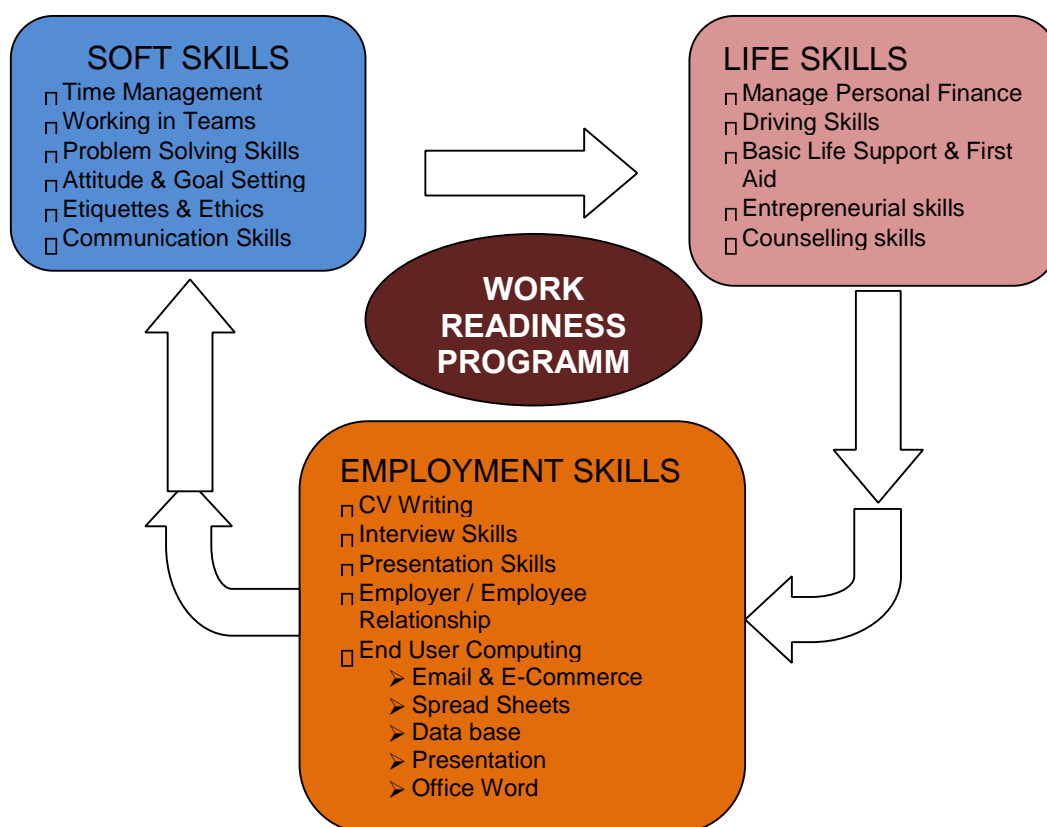 SOFT SKILLS
Time Management
Working in Teams
Problem Solving Skills
Attitude & Goal Setting
Etiquettes & Ethics
Communication Skills
LIFE SKILLS
Manage Personal Finance
Driving Skills
Basic Life Support & First
Aid
Entrepreneurial skills
Counselling skills
WORK
READINESS
PROGRAMM
EMPLOYMENT SKILLS
CV Writing
Interview Skills
Presentation Skills
Employer / Employee
Relationship
End User Computing
➢ Email & E-Commerce
➢ Spread Sheets
➢ Data base
➢ Presentation
➢ Office Word